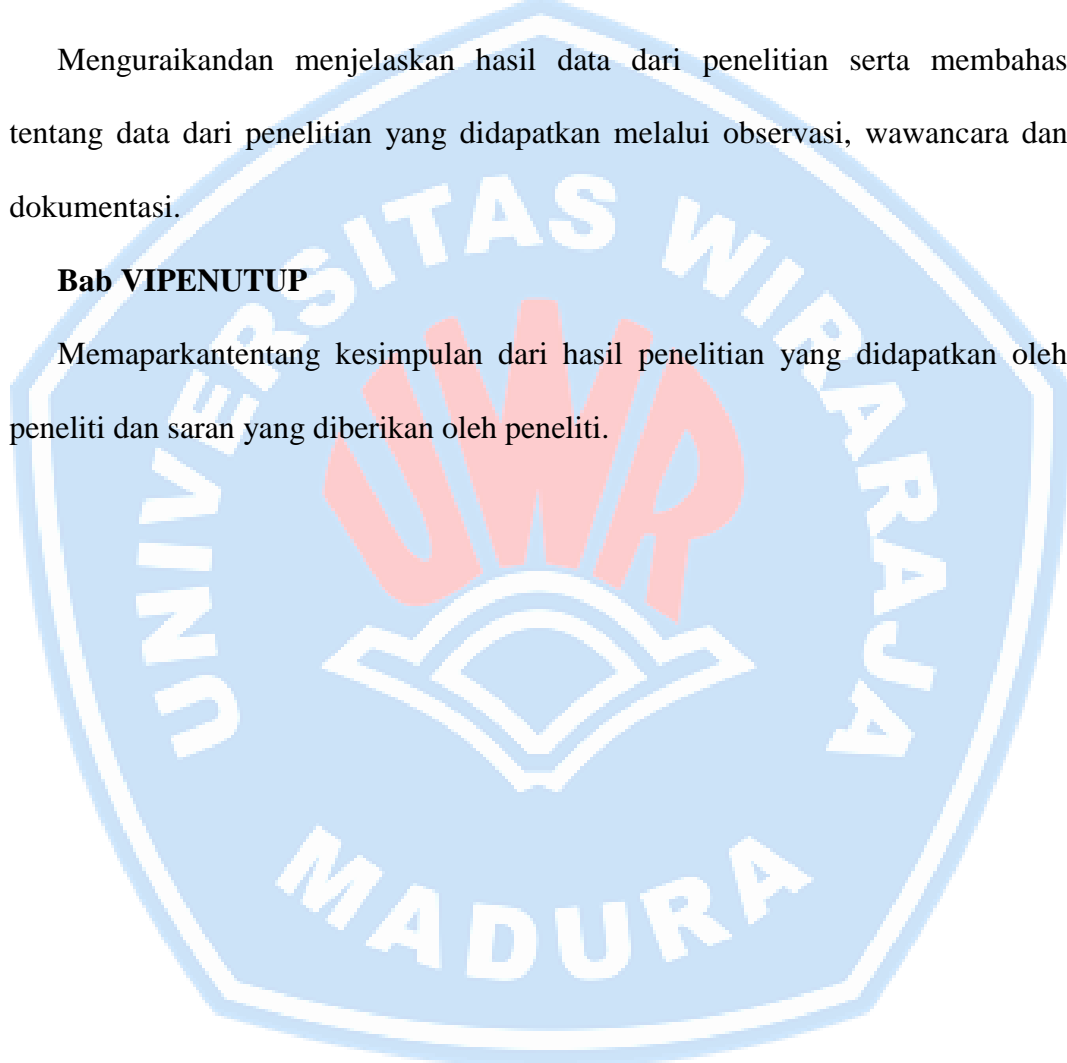 Menguraikandan menjelaskan hasil data dari penelitian serta membahas
tentang data dari penelitian yang didapatkan melalui observasi, wawancara dan
dokumentasi.
Bab VIPENUTUP
Memaparkantentang kesimpulan dari hasil penelitian yang didapatkan oleh
peneliti dan saran yang diberikan oleh peneliti.
UNIVERSITAS WIRARAJA
UWR
MADURA